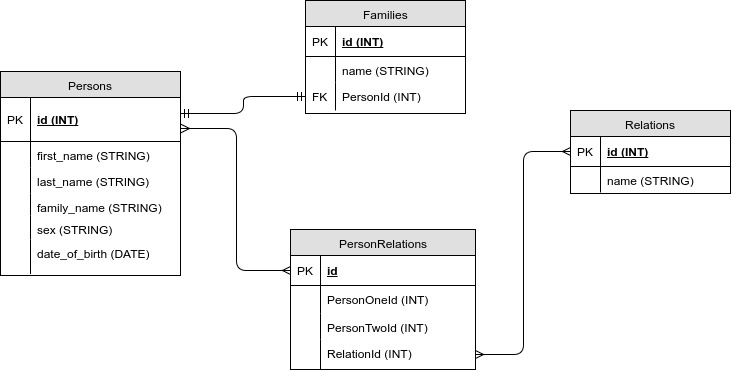 Families
PK id (INT)
name (STRING)
FK PersonId (INT)
Persons
PK id (INT)
first_name (STRING)
last_name (STRING)
family_name (STRING)
sex (STRING)
date_of_birth (DATE)
Relations
PK id (INT)
name (STRING)
PersonRelations
PK id
PersonOneId (INT)
PersonTwoId (INT)
RelationId (INT)